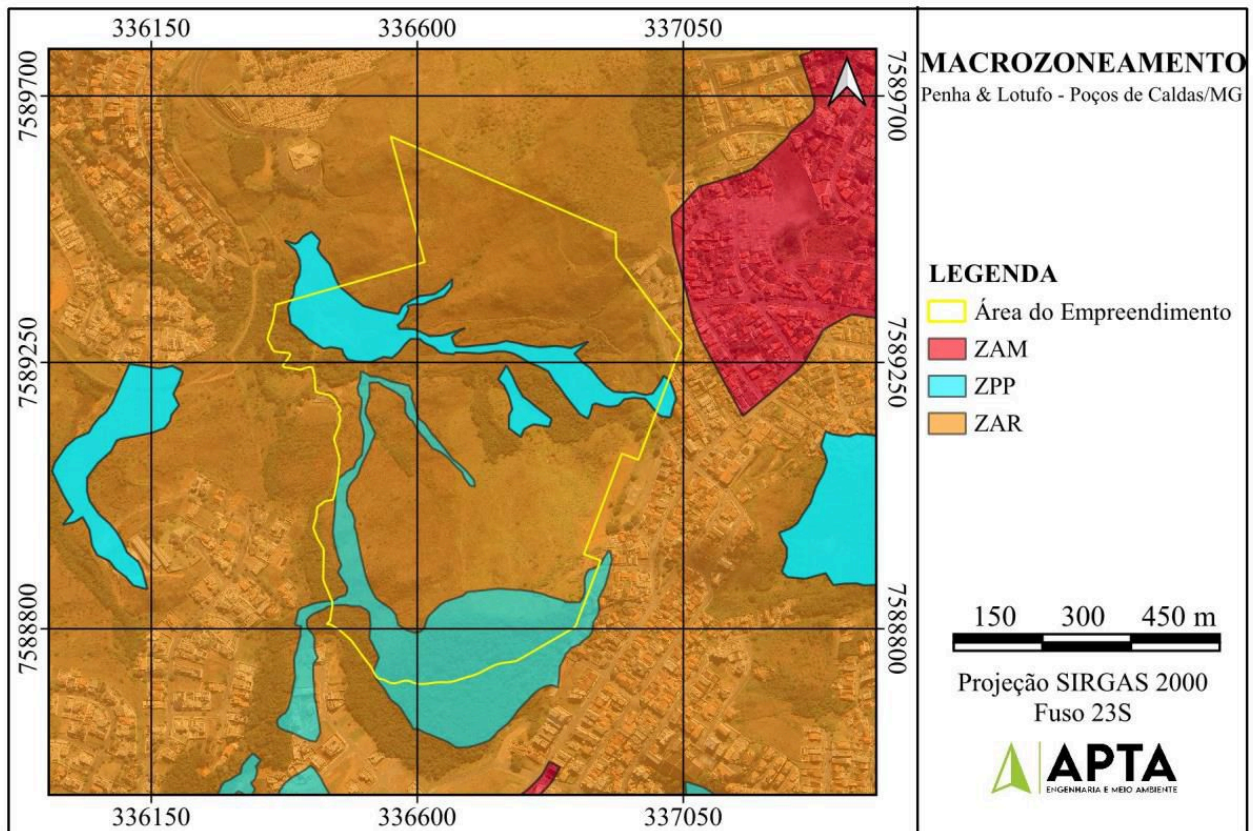 336150 336600 337050
7589700 7589700
7589250 7589250
7588800 7588800
336150 336600 337050
MACROZONEAMENTO
Penha & Lotufo - Poços de Caldas/MG
LEGENDA
Área do Empreendimento
ZAM
ZPP
ZAR
150 300 450 m
Projeção SIRGAS 2000
Fuso 23S
APTA
ENGENHARIA E MEIO AMBIENTE